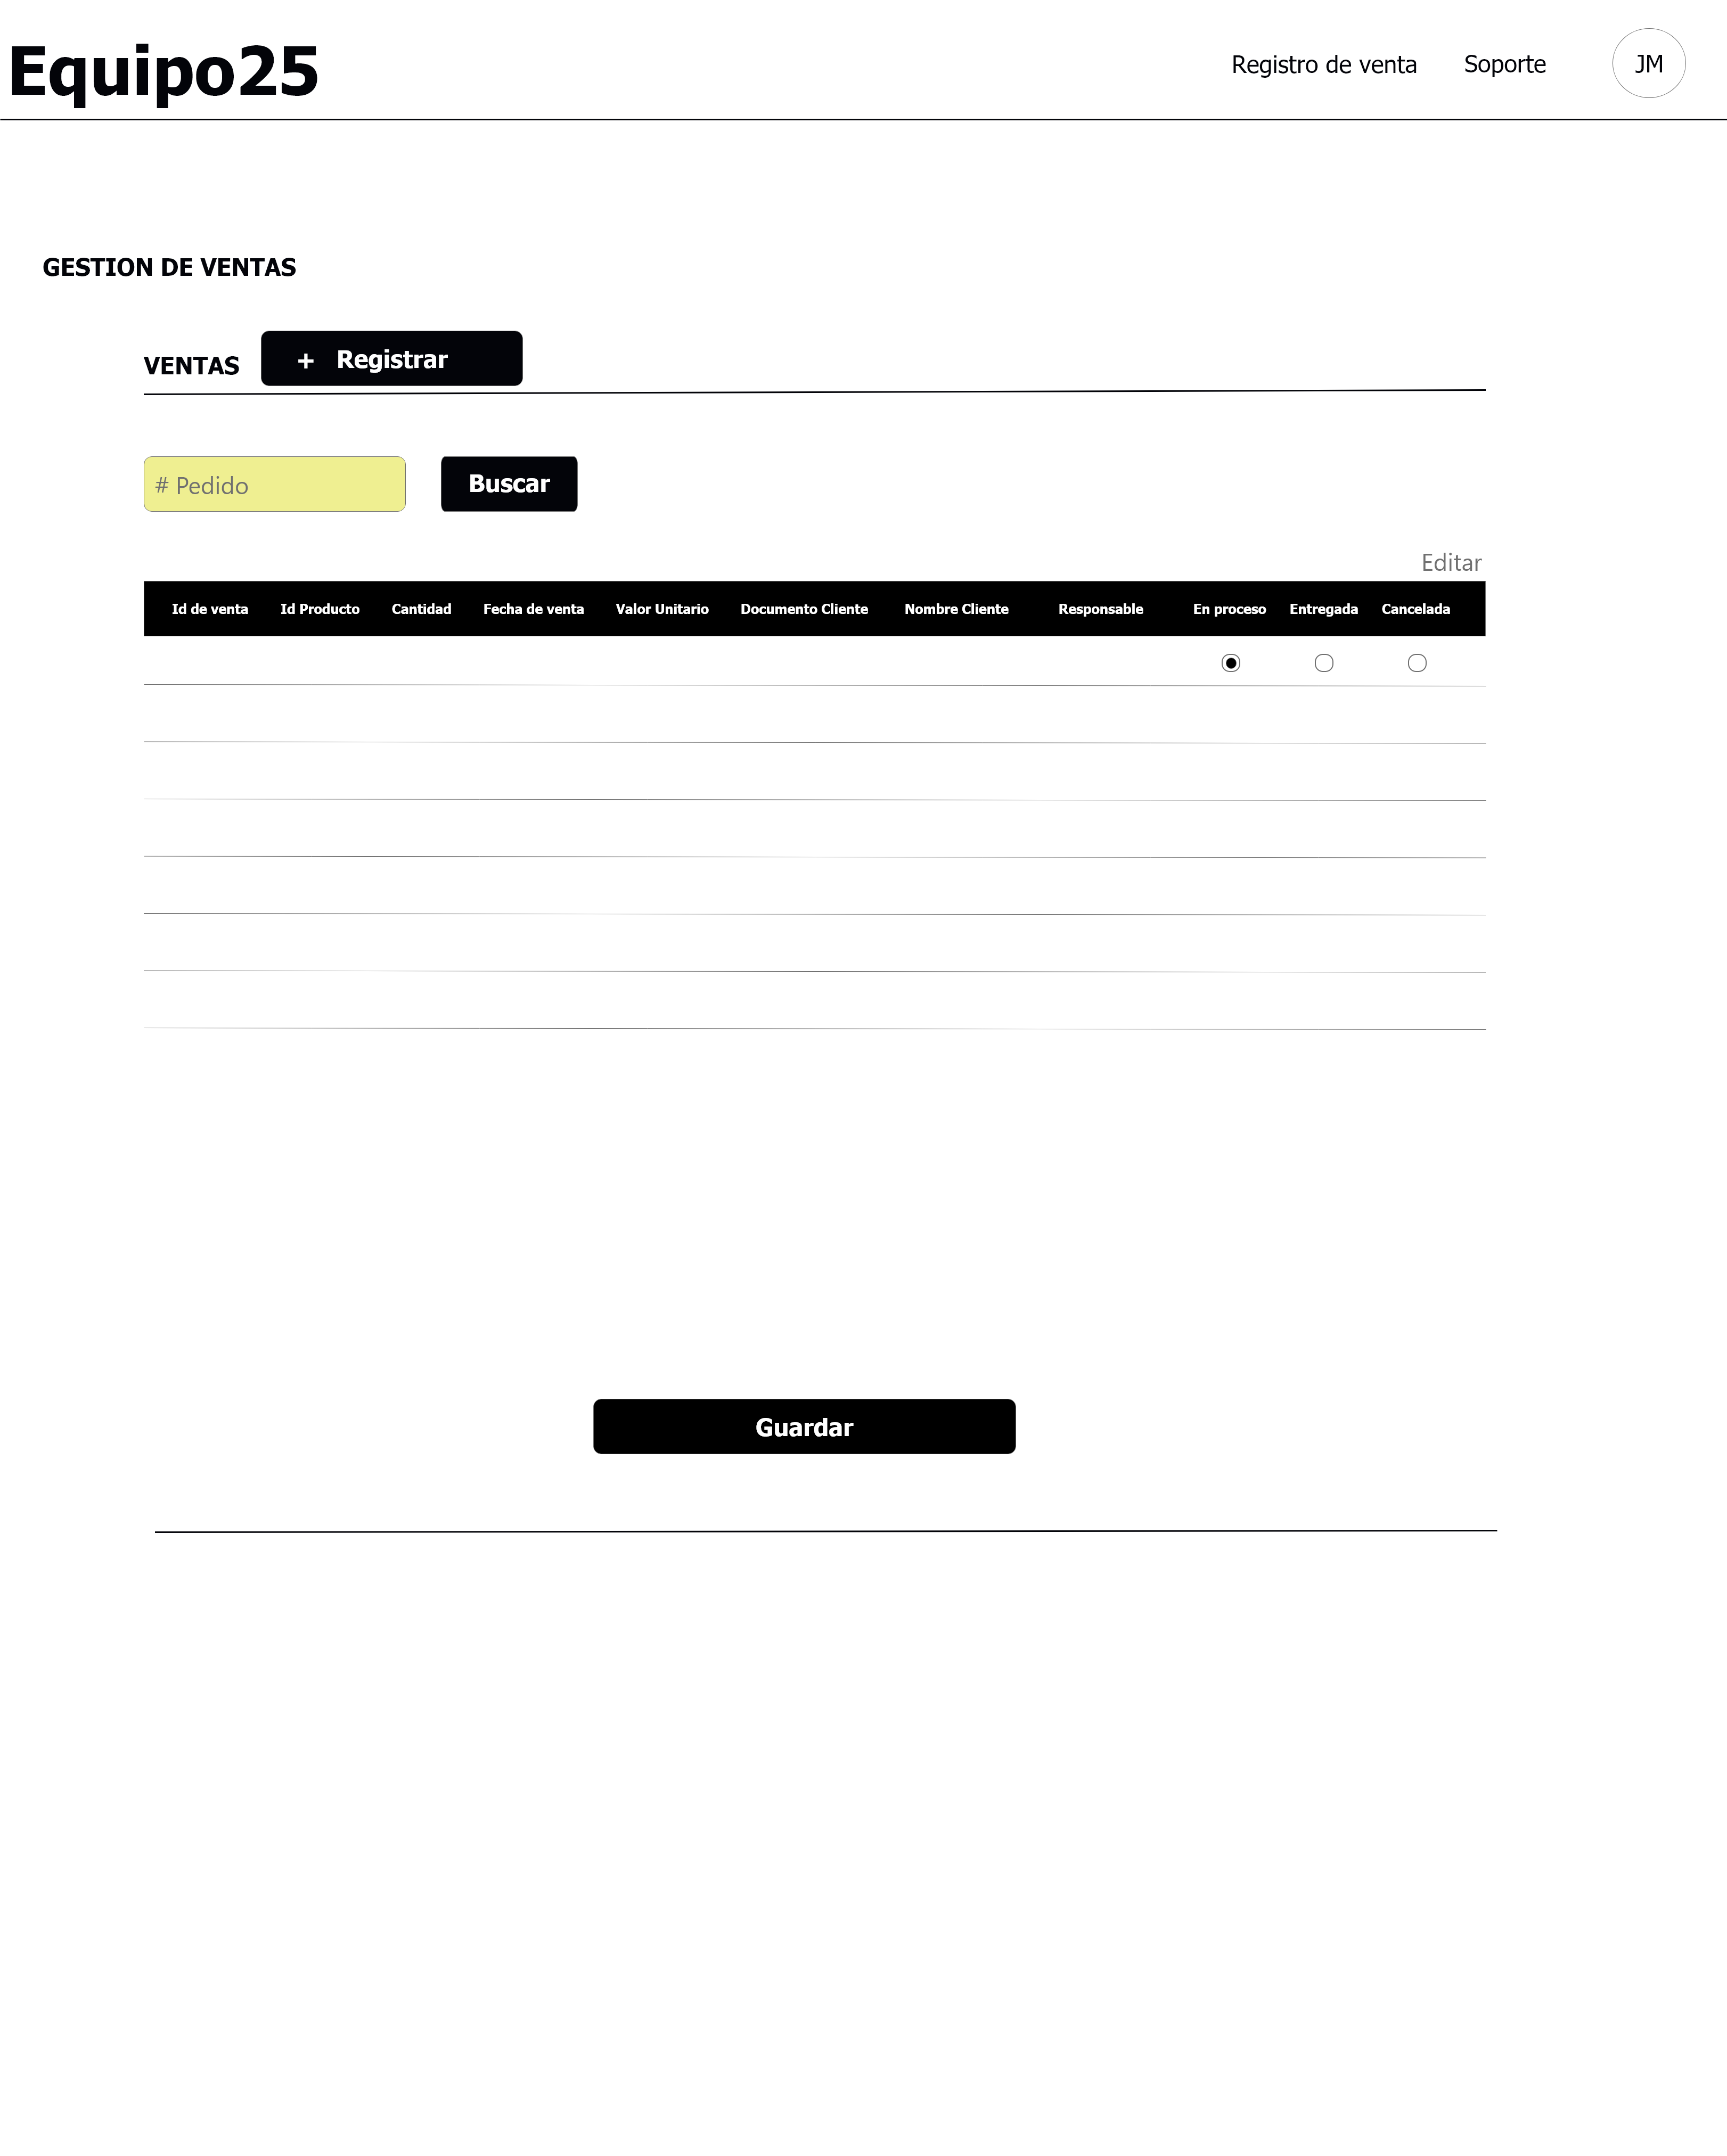 Equipo25 Registro de venta Soporte JM
GESTION DE VENTAS
VENTAS + Registrar
# Pedido Buscar
Editar
Id de venta Id Producto Cantidad Fecha de venta Valor Unitario Documento Cliente Nombre Cliente Responsable En proceso Entregada Cancelada
Guardar